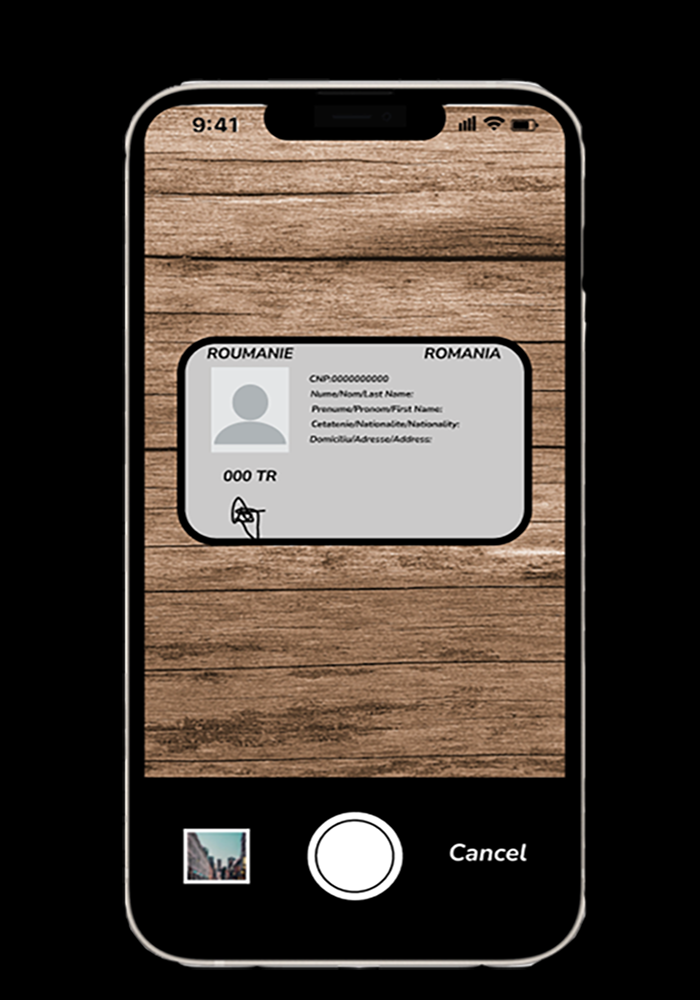 9:41
ROUMANIE ROMANIA
CNP:0000000000
Nume/Nom/Last Name:
Prenume/Pronom/First Name:
Cetatenie/Nationalite/Nationality:
Domiciliu/Adresse/Address:
000 TR
Cancel